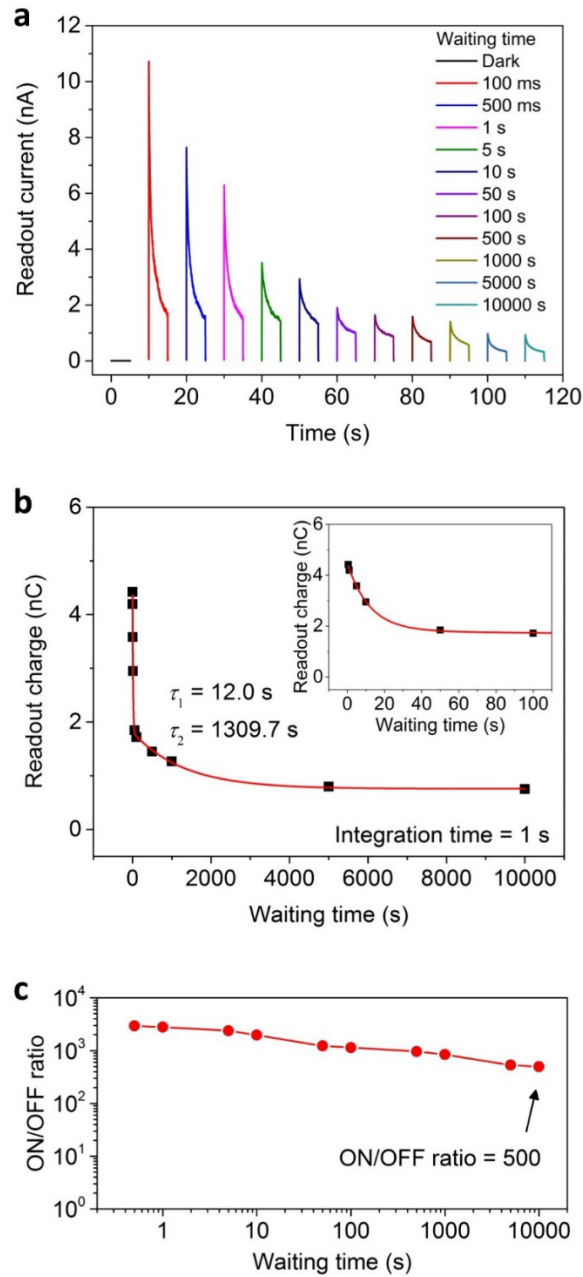 a
Readout current (nA)
12
10
8
6
4
2
0
Waiting time
Dark
100 ms
500 ms
1 s
5 s
10 s
50 s
100 s
500 s
1000 s
5000 s
10000 s
0 20 40 60 80 100 120
Time (s)
b
Readout charge (nC)
6
4
2
0
τ1 = 12.0 s
τ2 = 1309.7 s
Readout charge (nC)
6
4
2
0
0 20 40 60 80 100
Waiting time (s)
Integration time = 1 s
0 2000 4000 6000 8000 10000
Waiting time (s)
c
ON/OFF ratio
10^4
10^3
10^2
10^1
10^0
ON/OFF ratio = 500
1 10 100 1000 10000
Waiting time (s)